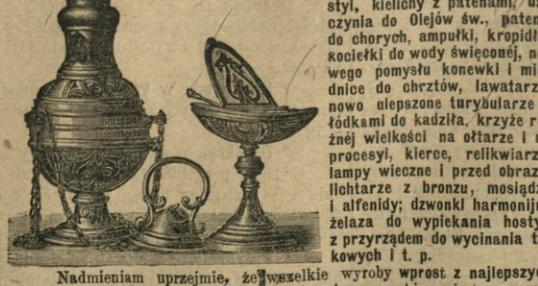 styi, kielichy z patenami,
czynia do Olejów św., paten
do chorych, ampułki, kropidł
kociełki do wody święconéj, n
wego pomysłu konewki i mi
dnice do chrztów, lawatarz
nowo ulepszone turybularze
łódkami do kadzidła, krzyże r
żnéj wielkości na ołtarze i
procesyi, kierce, relikwiarz
lampy wieczne i przed obraz
lichtarze z bronzu, mosiądz
i alfenidy; dzwonki harmoniju
żelaza do wypiekania hosty
z przyrządem do wycinania t
kowych i t. p.
Nadmieniam uprzejmie, że wszelkie wyroby wprost z najlepszyc